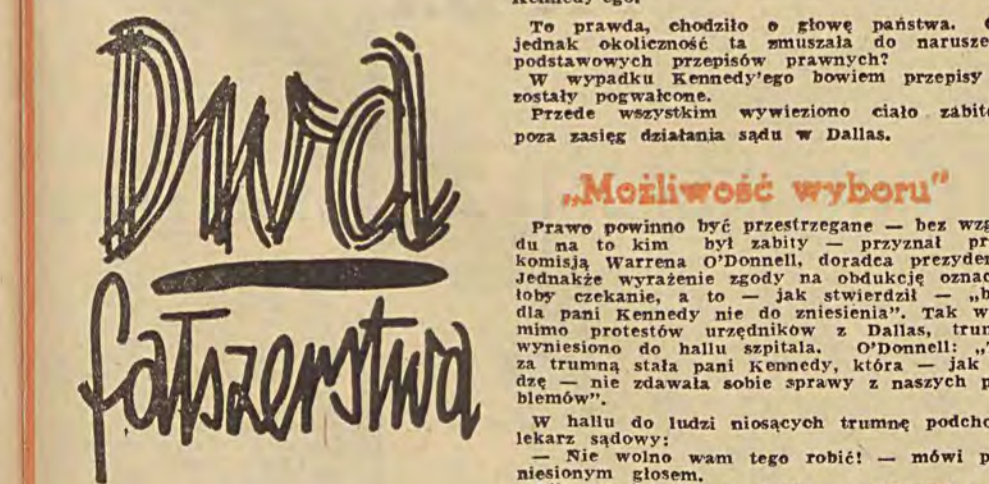 Dwa
fałszerstwa
To prawda, chodziło o głowę państwa.
jednak okoliczność ta zmuszała do narusze
podstawowych przepisów prawnych?
W wypadku Kennedy'ego bowiem przepisy
zostały pogwałcone.
Przede wszystkim wywieziono ciało zabit
poza zasięg działania sądu w Dallas.
„Możliwość wyboru”
Prawo powinno być przestrzegane — bez wzg
du na to kim był zabity — przyznał pr
komisją Warrena O'Donnell, doradca prezyden
Jednakże wyrażenie zgody na obdukcję oznac
łoby czekanie, a to — jak stwierdził — „b
dla pani Kennedy nie do zniesienia”. Tak w
mimo protestów urzędników z Dallas, trum
wyniesiono do hallu szpitala. O'Donnell: „
za trumną stała pani Kennedy, która — jak
dzę — nie zdawała sobie sprawy z naszych p
blemów”.
W hallu do ludzi niosących trumnę podcho
lekarz sądowy:
— Nie wolno wam tego robić! — mówi p
niesionym głosem.